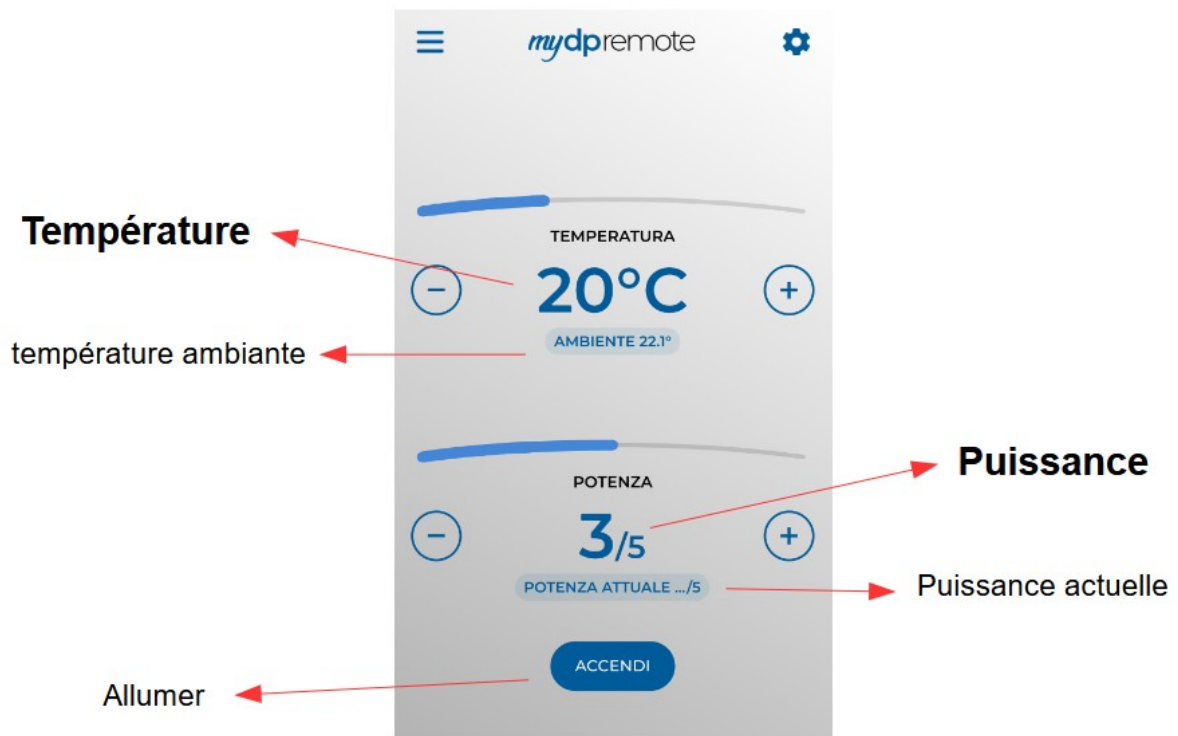 mydpremote
Température
TEMPERATURA
20°C
AMBIENTE 22.1°
température ambiante
POTENZA
3/5
Puissance
POTENZA ATTUALE .../5
Puissance actuelle
ACCENDI
Allumer